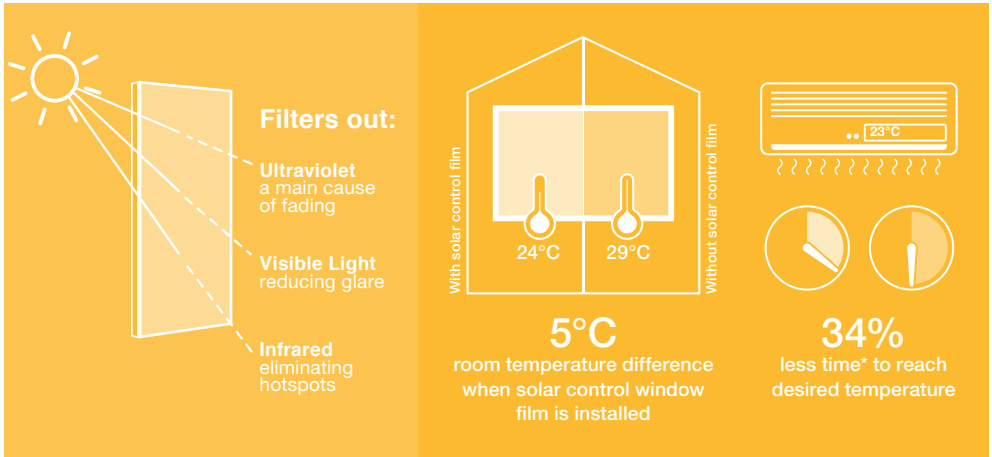 Filters out:
Ultraviolet
a main cause
of fading
Visible Light
reducing glare
Infrared
eliminating
hotspots
With solar control film
24°C
29°C
Without solar control film
5°C
room temperature difference
when solar control window
film is installed
23°C
34%
less time* to reach
desired temperature